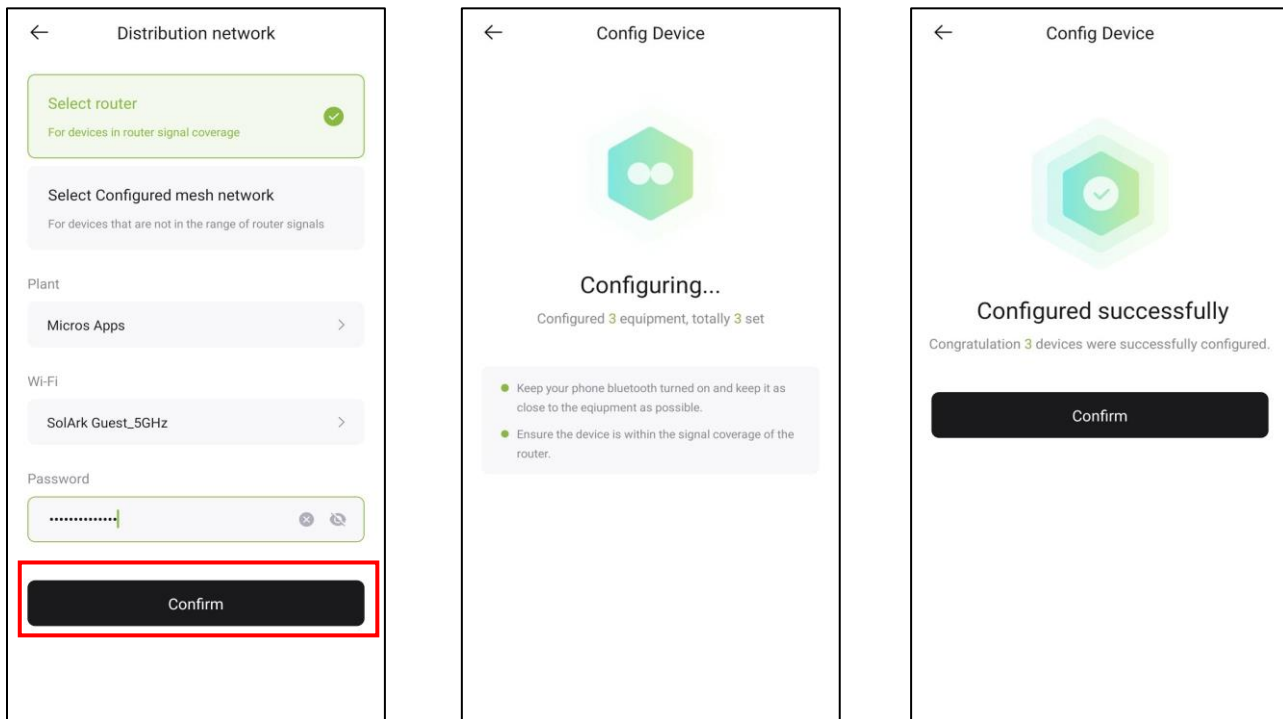 Distribution network
Select router
For devices in router signal coverage
Select Configured mesh network
For devices that are not in the range of router signals
Plant
Micros Apps
Wi-Fi
SolArk Guest_5GHz
Password
••••••••••••••
Confirm
Config Device
Configuring...
Configured 3 equipment, totally 3 set
Keep your phone bluetooth turned on and keep it as
close to the eqiupment as possible.
Ensure the device is within the signal coverage of the
router.
Config Device
Configured successfully
Congratulation 3 devices were successfully configured.
Confirm